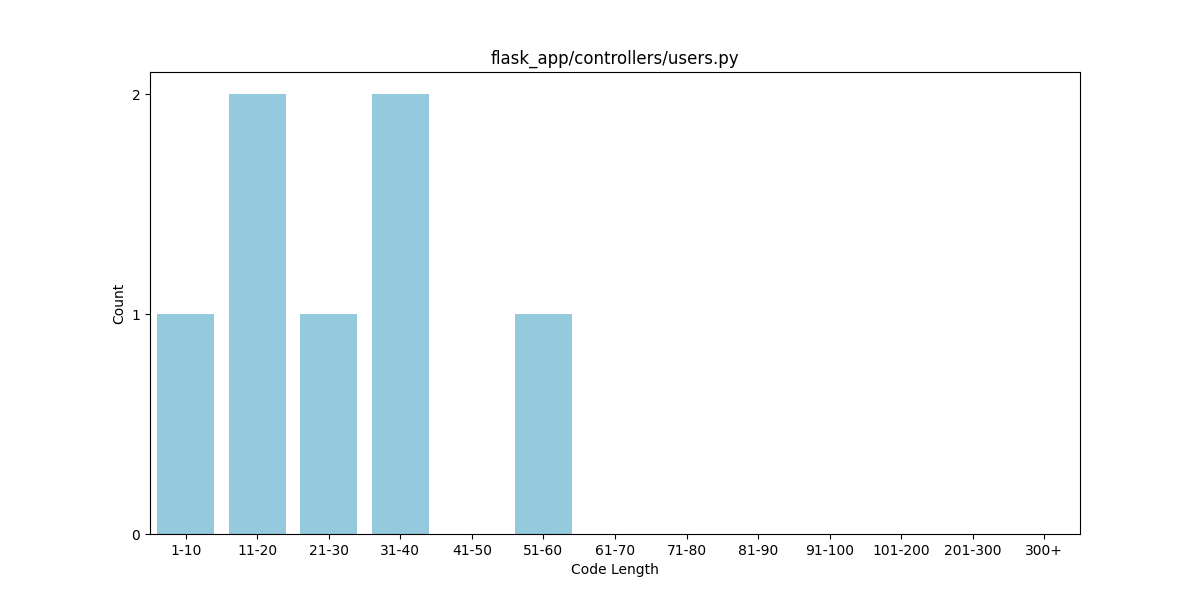 flask_app/controllers/users.py
Count
2
1
0
1-10 11-20 21-30 31-40 41-50 51-60 61-70 71-80 81-90 91-100 101-200 201-300 300+
Code Length